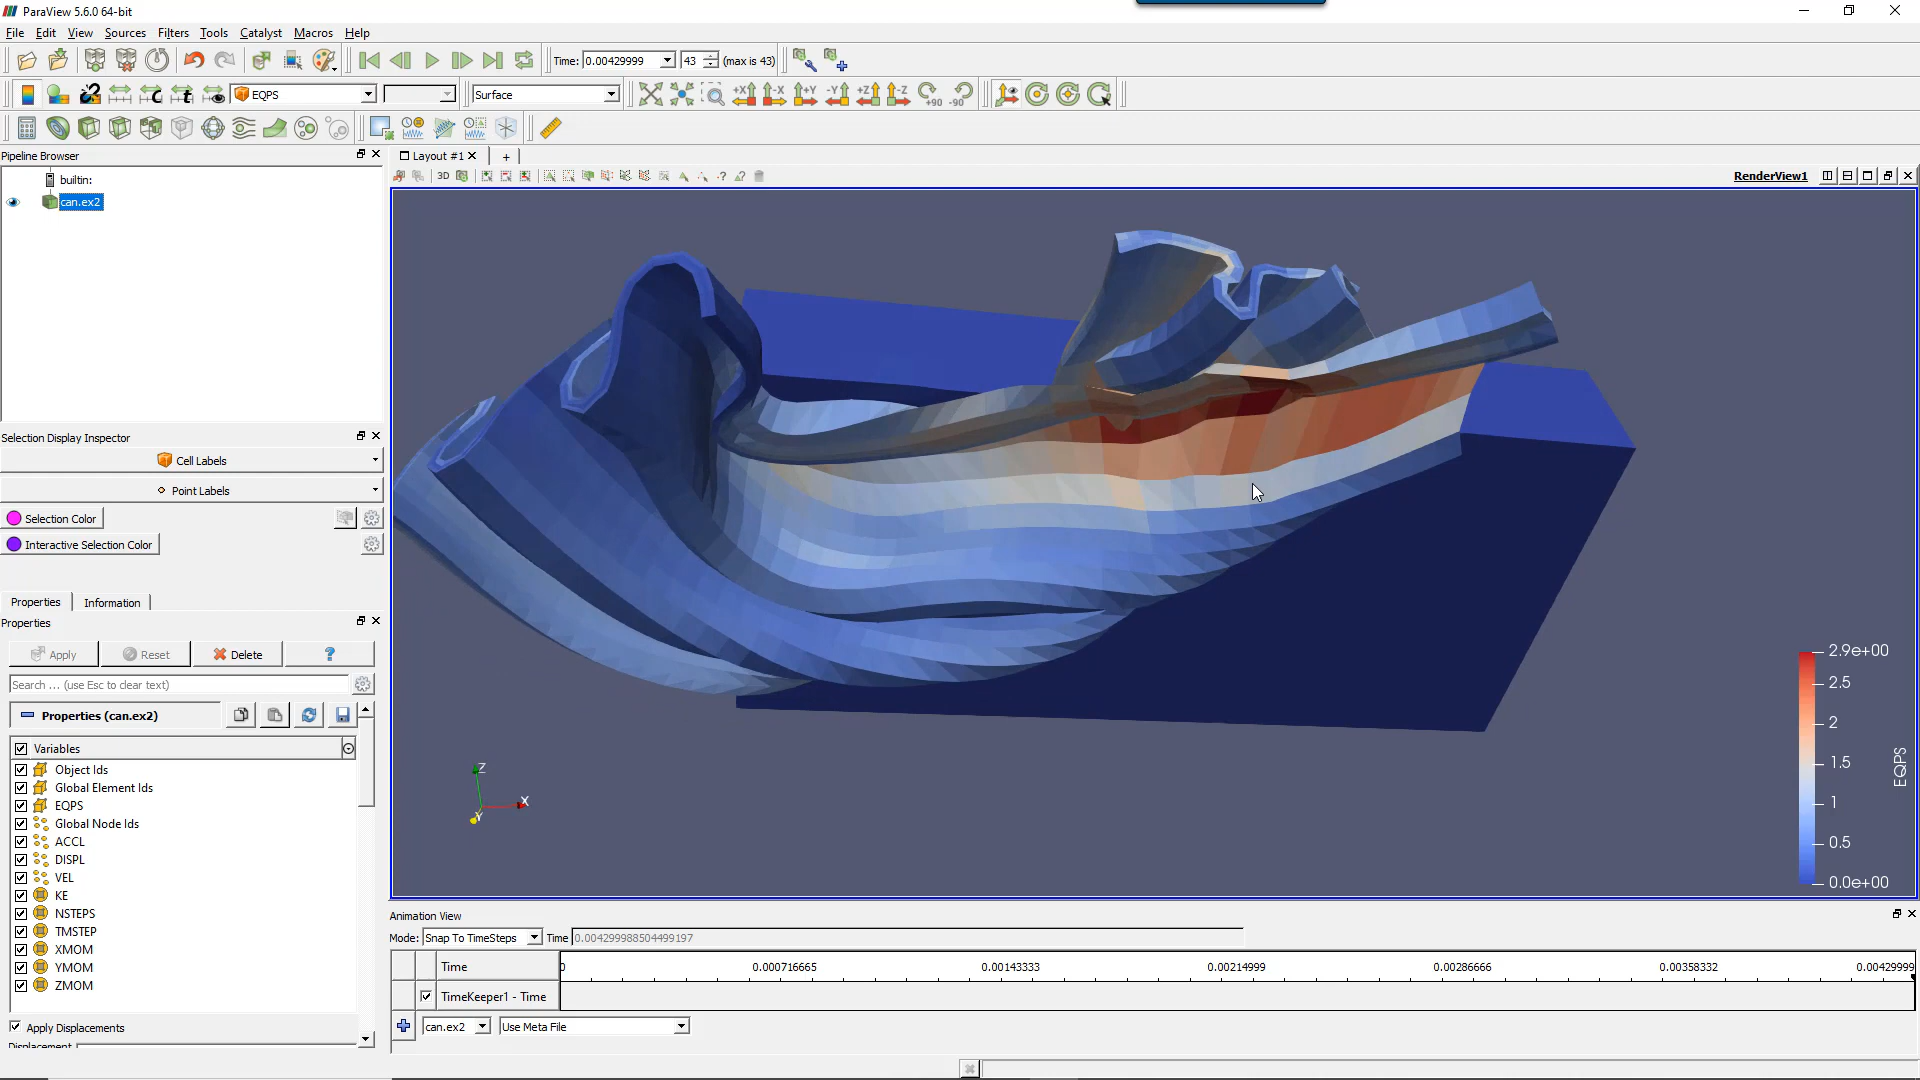 ParaView 5.6.0 64-bit
File Edit View Sources Filters Tools Catalyst Macros Help
Time: 0.00429999 43 (max is 43)
EQPS Surface +X -X +Y -Y +Z -Z +90 -90
Pipeline Browser
builtin:
can.ex2
Layout #1
3D
RenderView1
Selection Display Inspector
Cell Labels
Point Labels
Selection Color
Interactive Selection Color
Properties Information
Properties
Apply Reset Delete ?
Search ... (use Esc to clear text)
Properties (can.ex2)
Variables
Object Ids
Global Element Ids
EQPS
Global Node Ids
ACCL
DISPL
VEL
KE
NSTEPS
TMSTEP
XMOM
YMOM
ZMOM
Apply Displacements
Displacement
Z
X
Y
2.9e+00
2.5
2
1.5
1
0.5
0.0e+00
EQPS
Animation View
Mode: Snap To TimeSteps Time 0.004299988504499197
Time 0 0.000716665 0.00143333 0.00214999 0.00286666 0.00358332 0.00429999
TimeKeeper1 - Time
can.ex2 Use Meta File